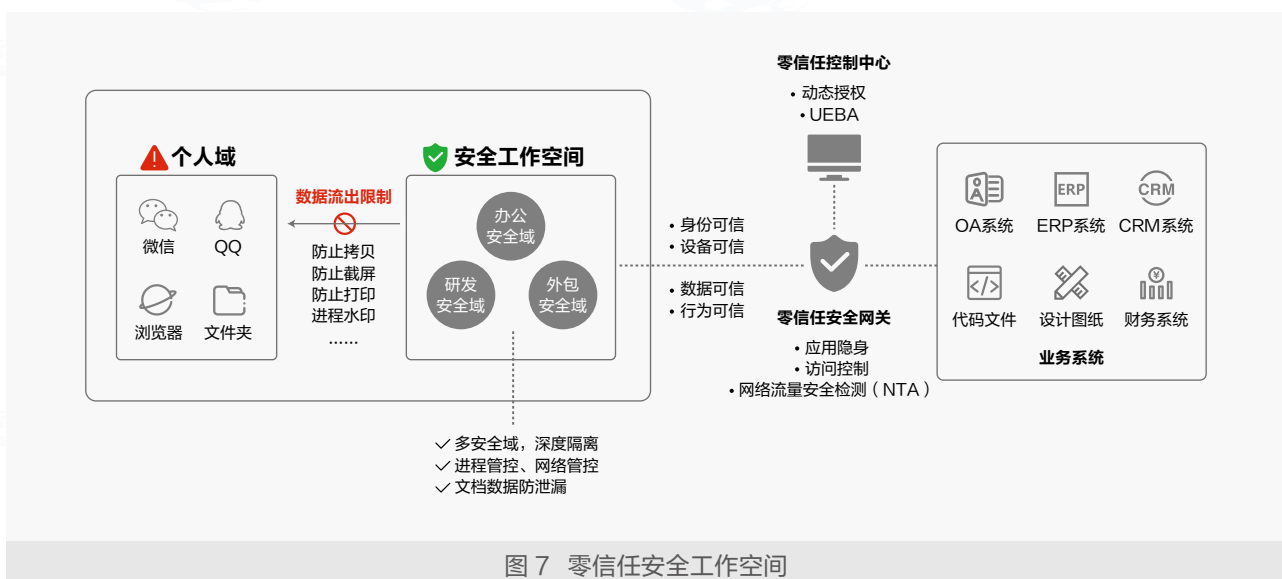 零信任控制中心
• 动态授权
• UEBA
个人域
微信
QQ
浏览器
文件夹
数据流出限制
防止拷贝
防止截屏
防止打印
进程水印
......
安全工作空间
办公
安全域
研发
安全域
外包
安全域
✓ 多安全域，深度隔离
✓ 进程管控、网络管控
✓ 文档数据防泄漏
• 身份可信
• 设备可信
• 数据可信
• 行为可信
零信任安全网关
• 应用隐身
• 访问控制
• 网络流量安全检测（NTA）
A
ERP
CRM
OA系统
ERP系统
CRM系统
</>
¥
代码文件
设计图纸
财务系统
业务系统
图 7 零信任安全工作空间